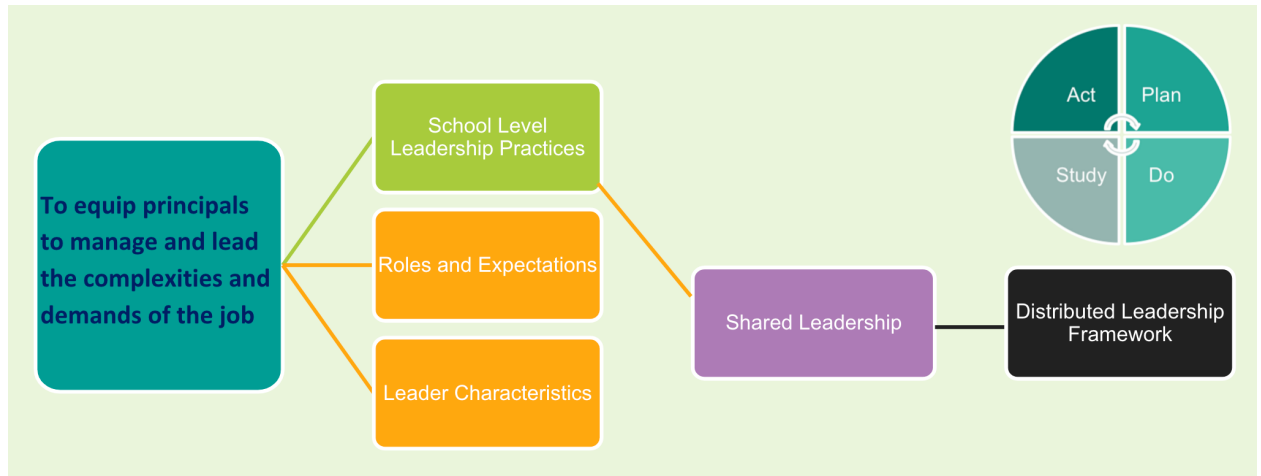 To equip principals
to manage and lead
the complexities and
demands of the job
School Level
Leadership Practices
Roles and Expectations
Leader Characteristics
Shared Leadership
Distributed Leadership
Framework
Act
Plan
Study
Do